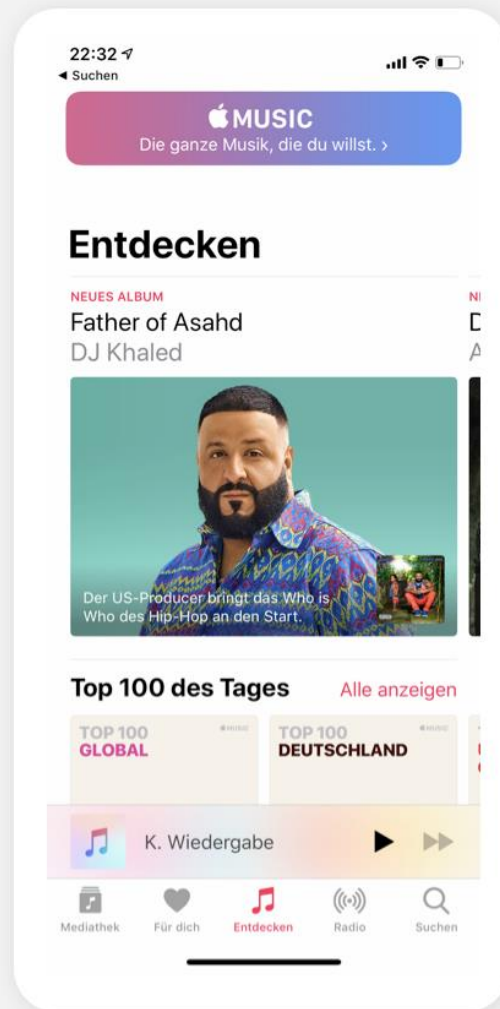 22:32
◀ Suchen
MUSIC
Die ganze Musik, die du willst. ›
Entdecken
NEUES ALBUM
Father of Asahd
DJ Khaled
Der US-Producer bringt das Who is
Who des Hip-Hop an den Start.
Top 100 des Tages
Alle anzeigen
TOP 100
GLOBAL
MUSIC
TOP 100
DEUTSCHLAND
MUSIC
K. Wiedergabe
Mediathek
Für dich
Entdecken
Radio
Suchen